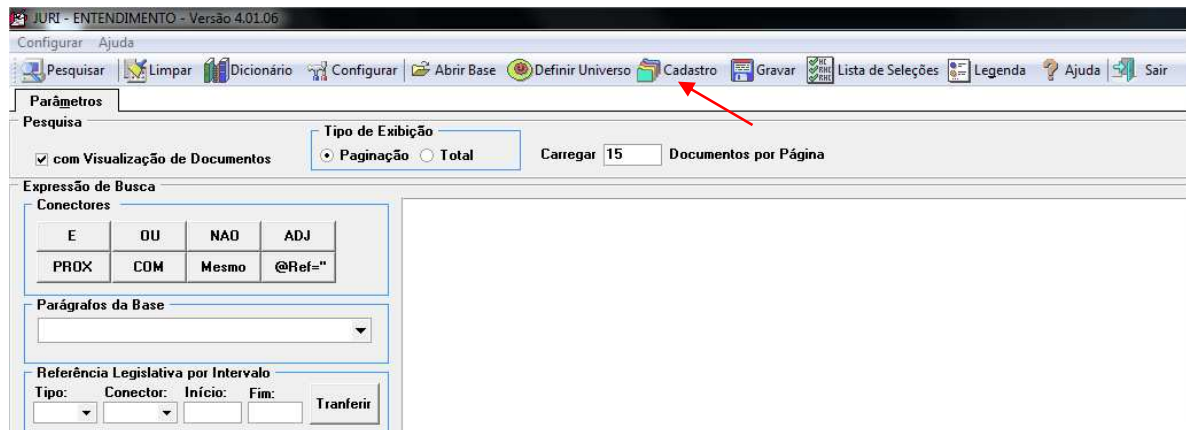 JURI - ENTENDIMENTO - Versão 4.01.06
Configurar Ajuda
Pesquisar Limpar Dicionário Configurar Abrir Base Definir Universo Cadastro Gravar Lista de Seleções Legenda Ajuda Sair
Parâmetros
Pesquisa
com Visualização de Documentos
Tipo de Exibição
Paginação Total
Carregar 15 Documentos por Página
Expressão de Busca
Conectores
E OU NAO ADJ
PROX COM Mesmo @Ref="
Parágrafos da Base
Referência Legislativa por Intervalo
Tipo: Conector: Início: Fim:
Tranferir